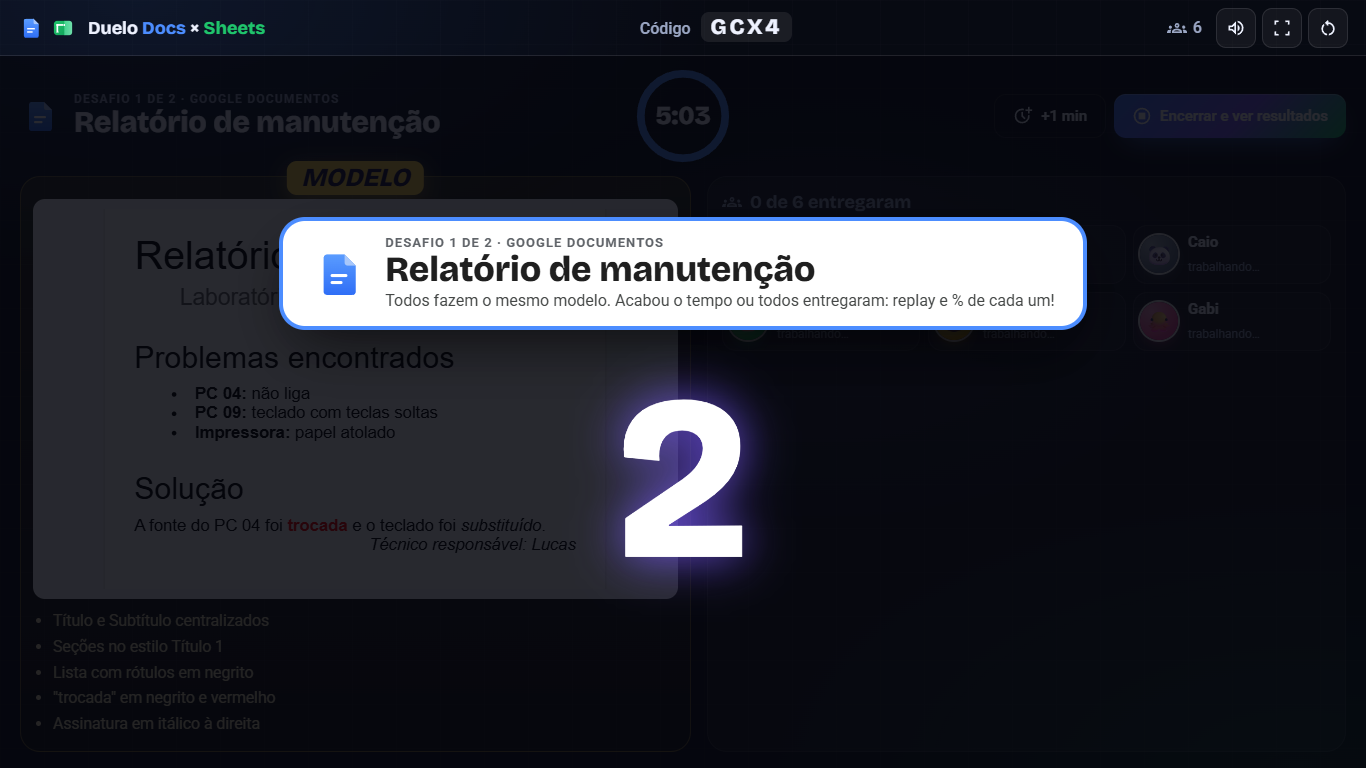 Duelo Docs × Sheets
Código GCX4
6
DESAFIO 1 DE 2 · GOOGLE DOCUMENTOS
Relatório de manutenção
5:03
+1 min
Encerrar e ver resultados
MODELO
0 de 6 entregaram
DESAFIO 1 DE 2 · GOOGLE DOCUMENTOS
Relatório de manutenção
Todos fazem o mesmo modelo. Acabou o tempo ou todos entregaram: replay e % de cada um!
Caio
trabalhando...
Gabi
trabalhando...
Problemas encontrados
• PC 04: não liga
• PC 09: teclado com teclas soltas
• Impressora: papel atolado
Solução
A fonte do PC 04 foi trocada e o teclado foi substituído.
Técnico responsável: Lucas
2
• Título e Subtítulo centralizados
• Seções no estilo Título 1
• Lista com rótulos em negrito
• "trocada" em negrito e vermelho
• Assinatura em itálico à direita